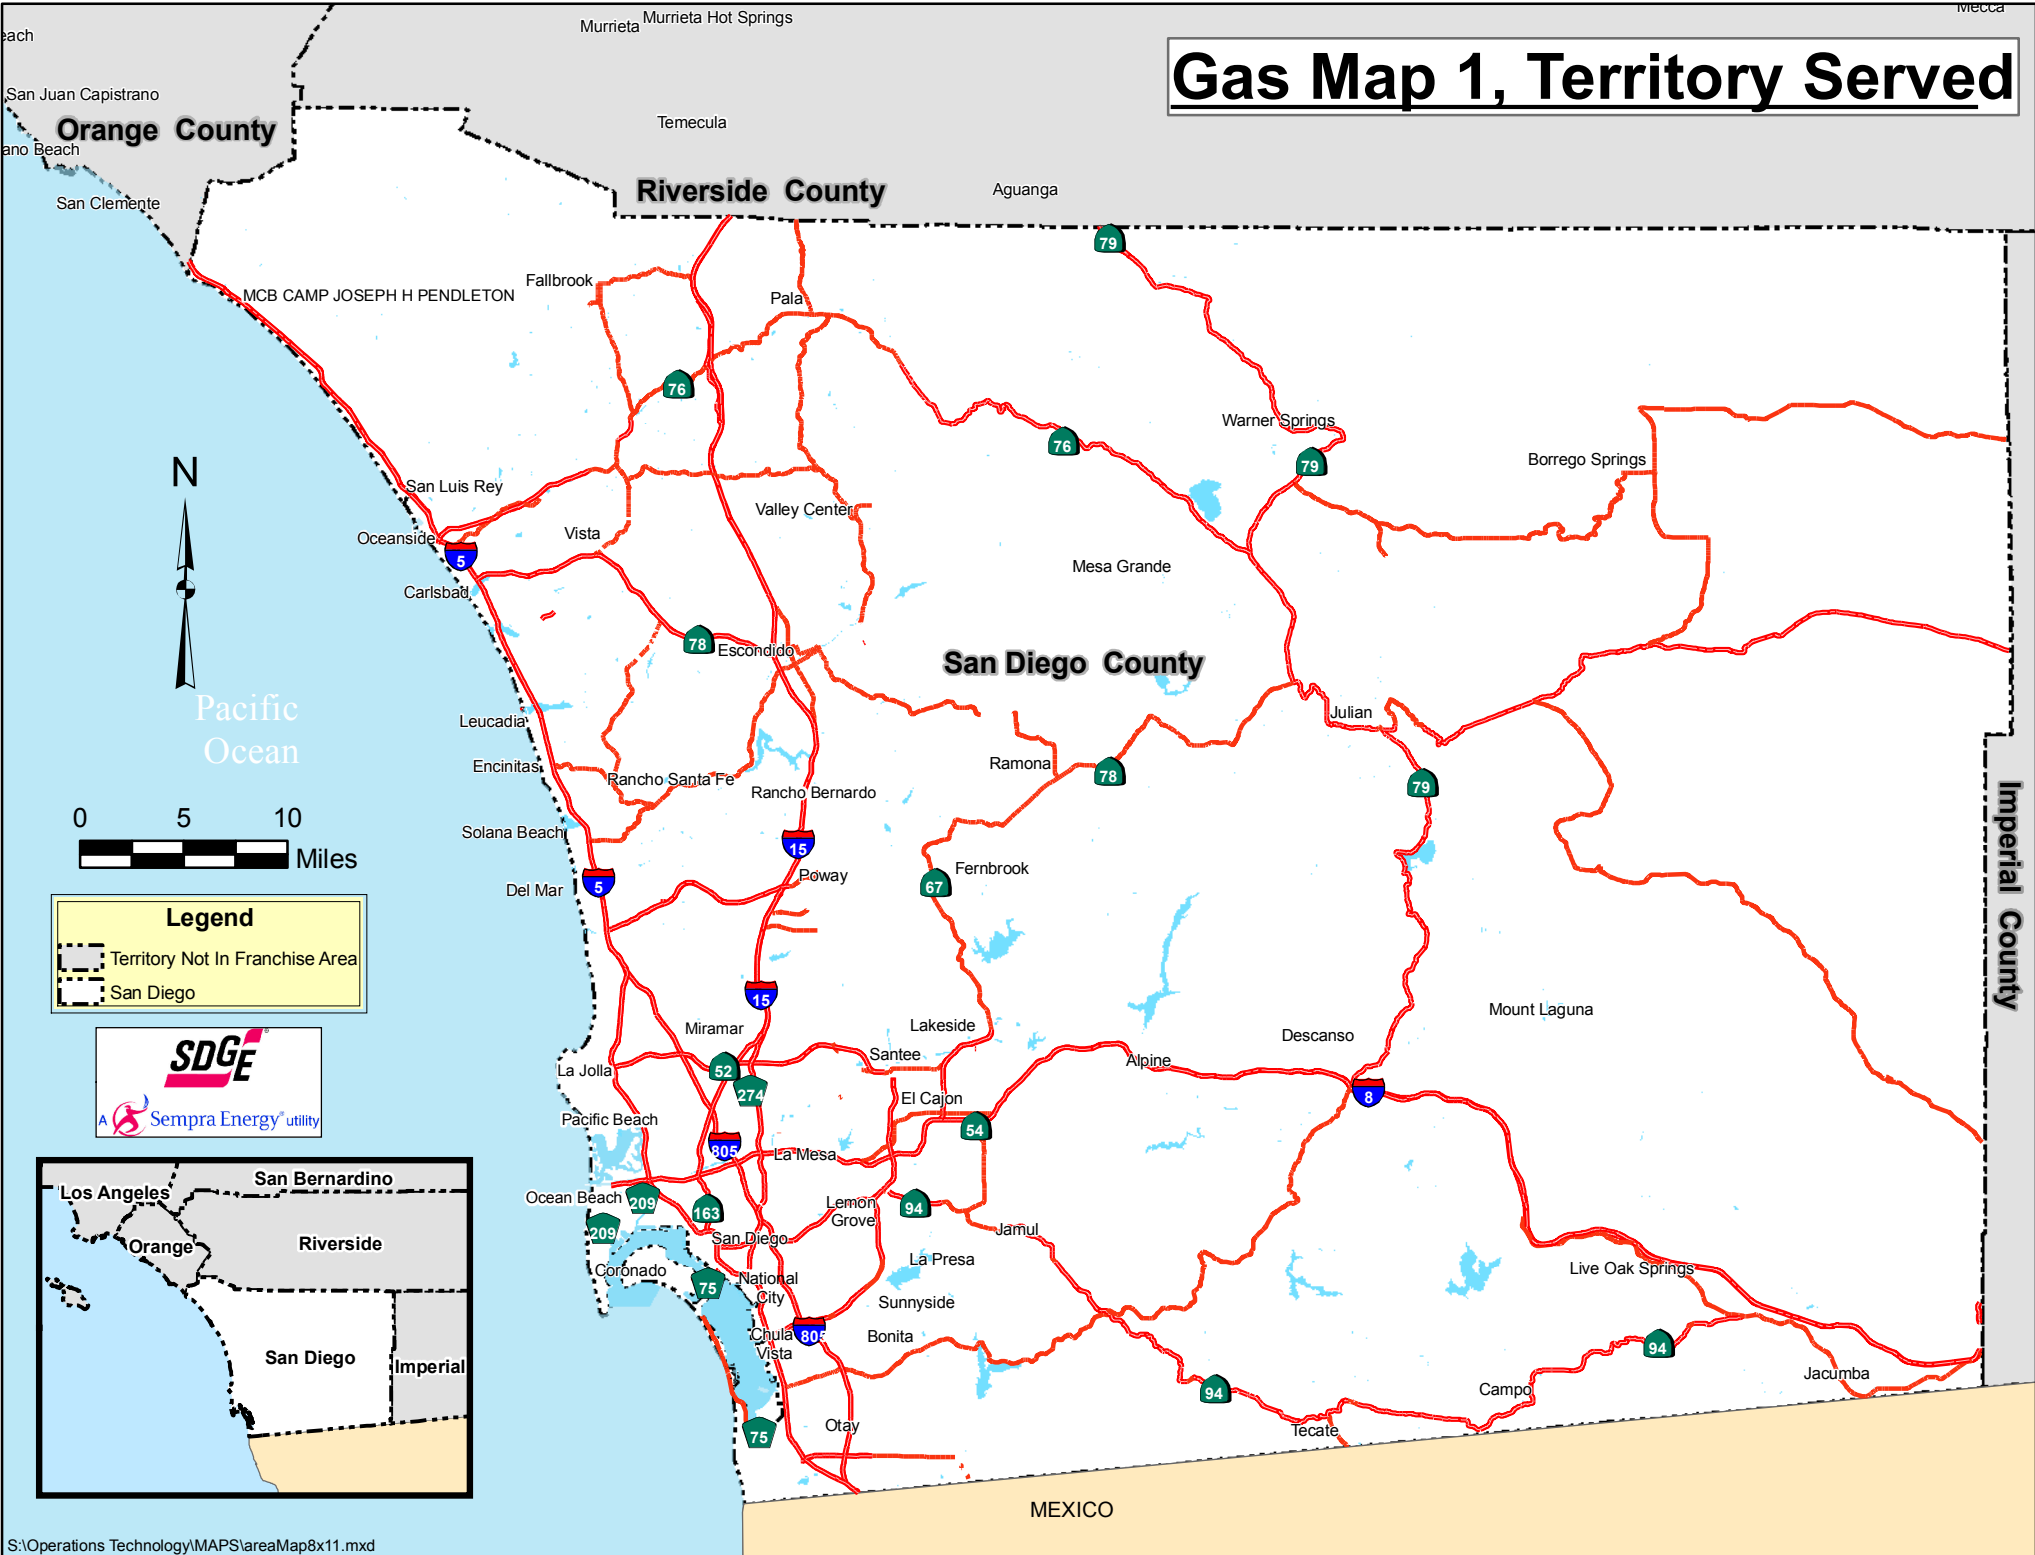 Mecca
Murrieta Hot Springs
Murrieta
each
Gas Map 1, Territory Served
San Juan Capistrano
Orange County
Temecula
ano Beach
Riverside County
Aguanga
San Clemente
79
Fallbrook
MCB CAMP JOSEPH H PENDLETON
Pala
76
Warner Springs
76
Borrego Springs
79
N
San Luis Rey
Valley Center
Oceanside
Vista
5
Mesa Grande
Carlsbad
78
Escondido
San Diego County
Pacific
Ocean
Leucadia
Julian
Encinitas
Rancho Santa Fe
Ramona
78
79
Rancho Bernardo
Imperial County
0 5 10
Miles
Solana Beach
15
Poway
Fernbrook
67
Del Mar
5
Legend
Territory Not In Franchise Area
San Diego
15
Mount Laguna
Miramar
Lakeside
Descanso
SDGE
®
Santee
Alpine
La Jolla
52
274
8
El Cajon
A Sempra Energy® utility
Pacific Beach
54
805
La Mesa
Ocean Beach
209
163
Lemon
Grove
94
209
San Diego
Jamul
La Presa
Coronado
75
National
City
Live Oak Springs
Sunnyside
Chula
Vista
805
Bonita
94
Jacumba
94
Campo
Otay
75
Tecate
MEXICO
San Bernardino
Los Angeles
Orange
Riverside
San Diego
Imperial
S:\Operations Technology\MAPS\areaMap8x11.mxd